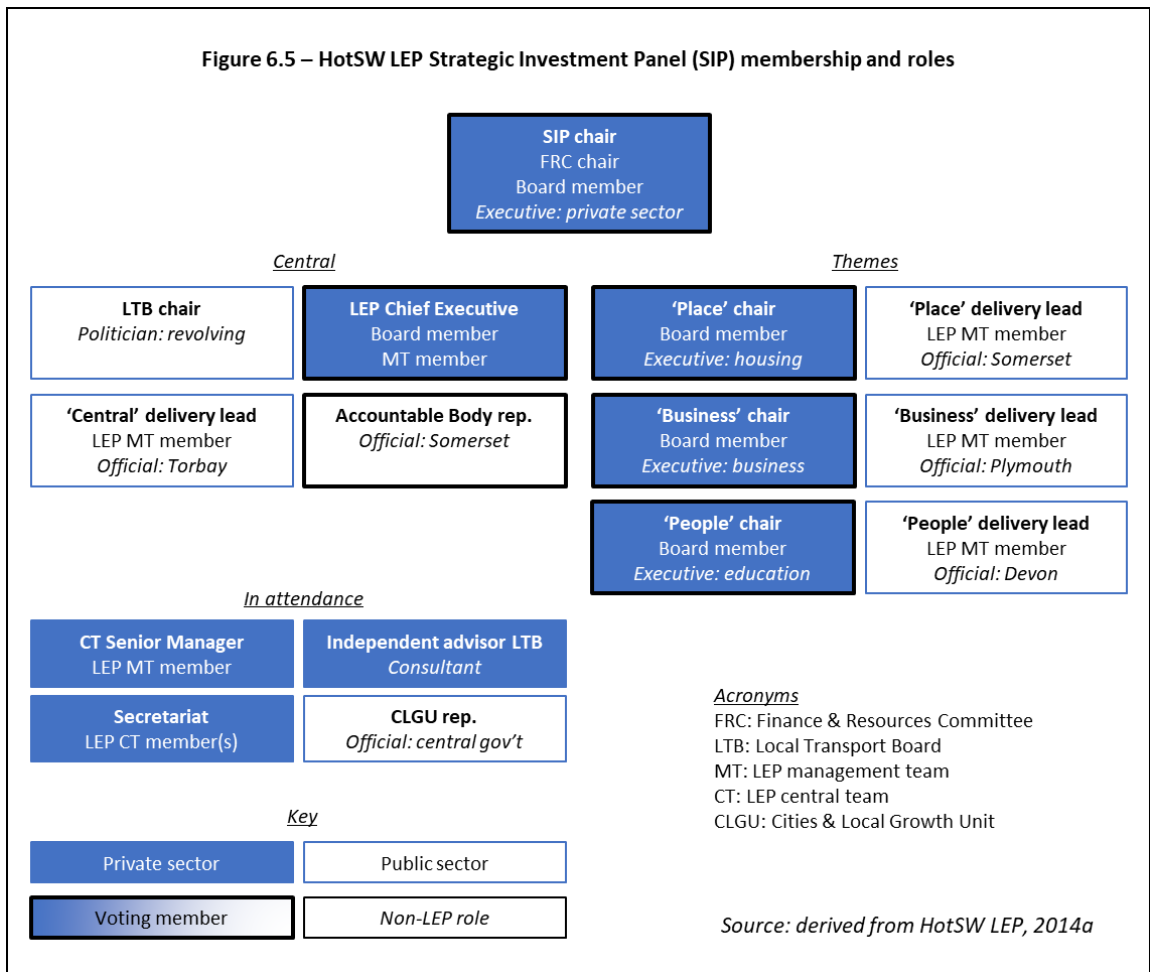 Figure 6.5 – HotSW LEP Strategic Investment Panel (SIP) membership and roles
SIP chair
FRC chair
Board member
Executive: private sector
Central
LTB chair
Politician: revolving
LEP Chief Executive
Board member
MT member
‘Central’ delivery lead
LEP MT member
Official: Torbay
Accountable Body rep.
Official: Somerset
Themes
‘Place’ chair
Board member
Executive: housing
‘Place’ delivery lead
LEP MT member
Official: Somerset
‘Business’ chair
Board member
Executive: business
‘Business’ delivery lead
LEP MT member
Official: Plymouth
‘People’ chair
Board member
Executive: education
‘People’ delivery lead
LEP MT member
Official: Devon
In attendance
CT Senior Manager
LEP MT member
Independent advisor LTB
Consultant
Secretariat
LEP CT member(s)
CLGU rep.
Official: central gov’t
Acronyms
FRC: Finance & Resources Committee
LTB: Local Transport Board
MT: LEP management team
CT: LEP central team
CLGU: Cities & Local Growth Unit
Key
Private sector
Public sector
Voting member
Non-LEP role
Source: derived from HotSW LEP, 2014a